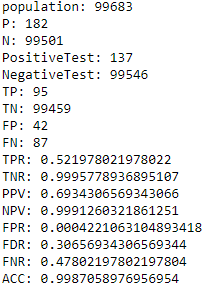 population: 99683
P: 182
N: 99501
PositiveTest: 137
NegativeTest: 99546
TP: 95
TN: 99459
FP: 42
FN: 87
TPR: 0.521978021978022
TNR: 0.9995778936895107
PPV: 0.6934306569343066
NPV: 0.9991260321861251
FPR: 0.0004221063104893418
FDR: 0.30656934306569344
FNR: 0.47802197802197804
ACC: 0.9987058976956954